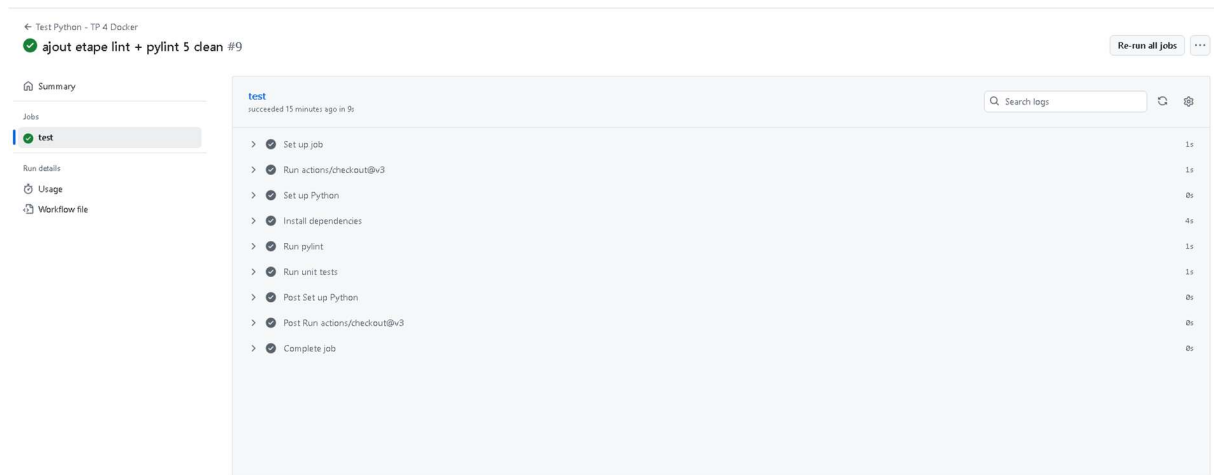 ← Test Python - TP 4 Docker
ajout etape lint + pylint 5 clean #9
Re-run all jobs
...
Summary
Jobs
test
Run details
Usage
Workflow file
test
succeeded 15 minutes ago in 9s
Search logs
Set up job 1s
Run actions/checkout@v3 1s
Set up Python 0s
Install dependencies 4s
Run pylint 1s
Run unit tests 1s
Post Set up Python 0s
Post Run actions/checkout@v3 0s
Complete job 0s